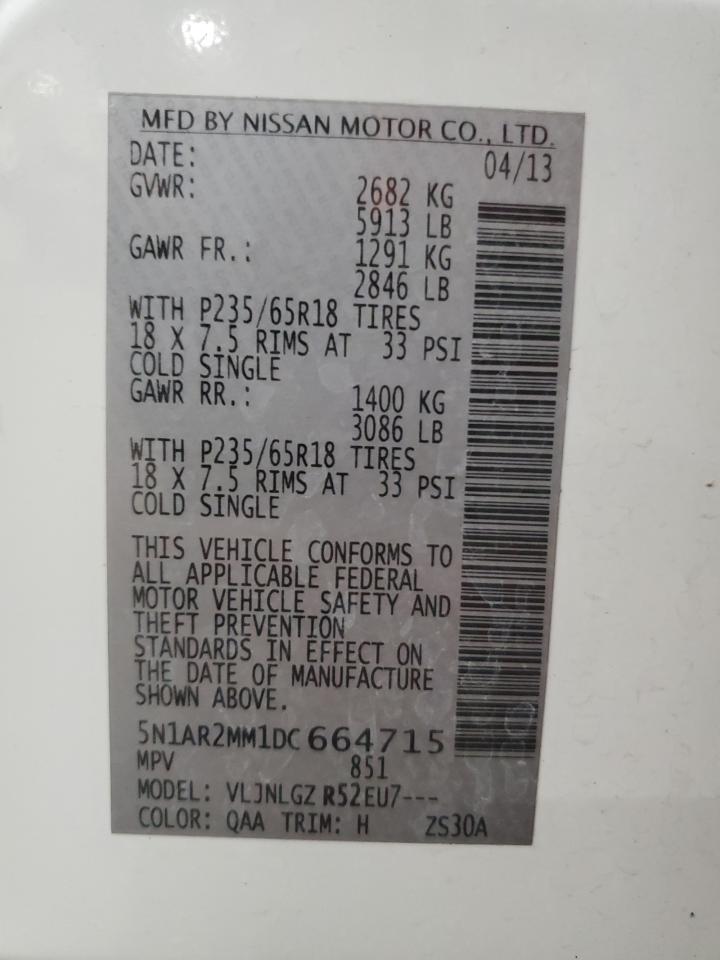 MFD BY NISSAN MOTOR CO., LTD.
DATE: 04/13
GVWR: 2682 KG
5913 LB
GAWR FR.: 1291 KG
2846 LB
WITH P235/65R18 TIRES
18 X 7.5 RIMS AT 33 PSI
COLD SINGLE
GAWR RR.: 1400 KG
3086 LB
WITH P235/65R18 TIRES
18 X 7.5 RIMS AT 33 PSI
COLD SINGLE
THIS VEHICLE CONFORMS TO
ALL APPLICABLE FEDERAL
MOTOR VEHICLE SAFETY AND
THEFT PREVENTION
STANDARDS IN EFFECT ON
THE DATE OF MANUFACTURE
SHOWN ABOVE.
5N1AR2MM1DC664715
MPV 851
MODEL: VLJNLGZ R52EU7---
COLOR: QAA TRIM: H ZS30A